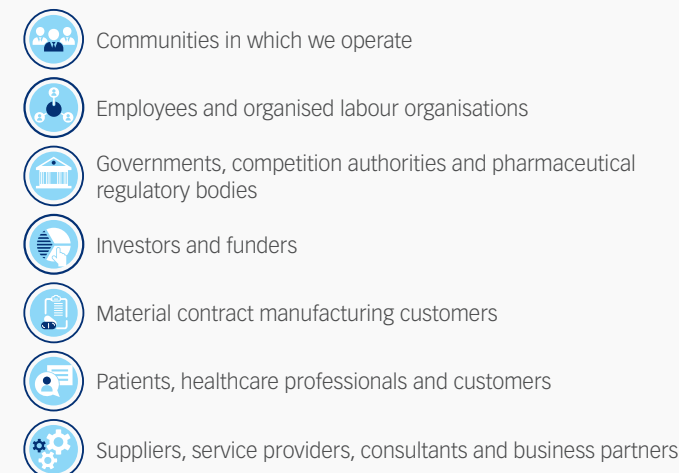 Communities in which we operate
Employees and organised labour organisations
Governments, competition authorities and pharmaceutical
regulatory bodies
Investors and funders
Material contract manufacturing customers
Patients, healthcare professionals and customers
Suppliers, service providers, consultants and business partners